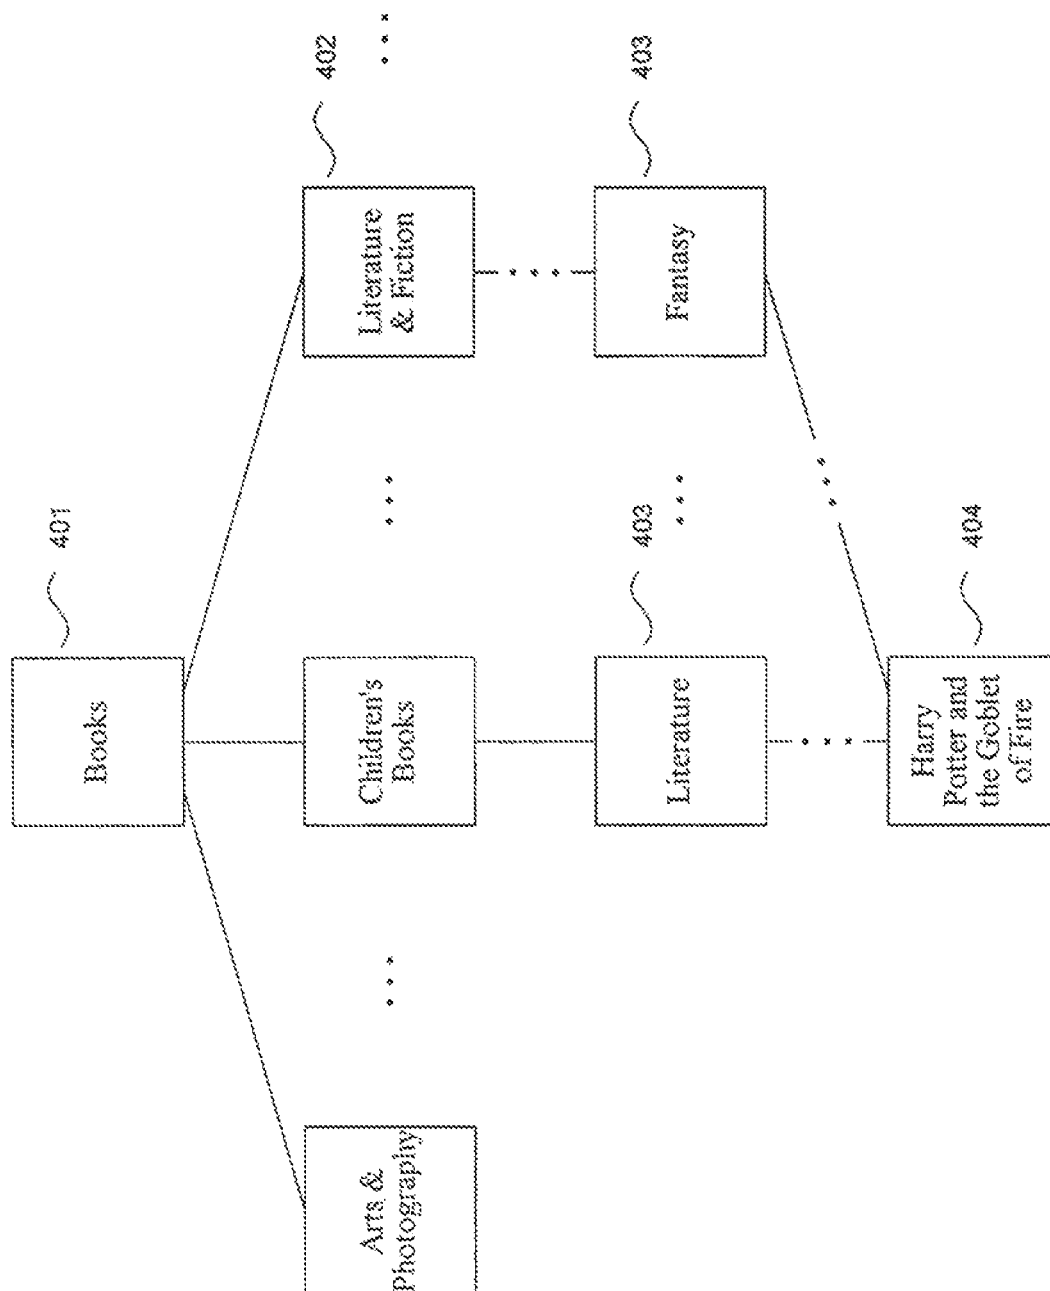 Books
401
Arts &
Photography
Children's
Books
Literature
& Fiction
402
Literature
403
Fantasy
403
Harry
Potter and
the Goblet
of Fire
404